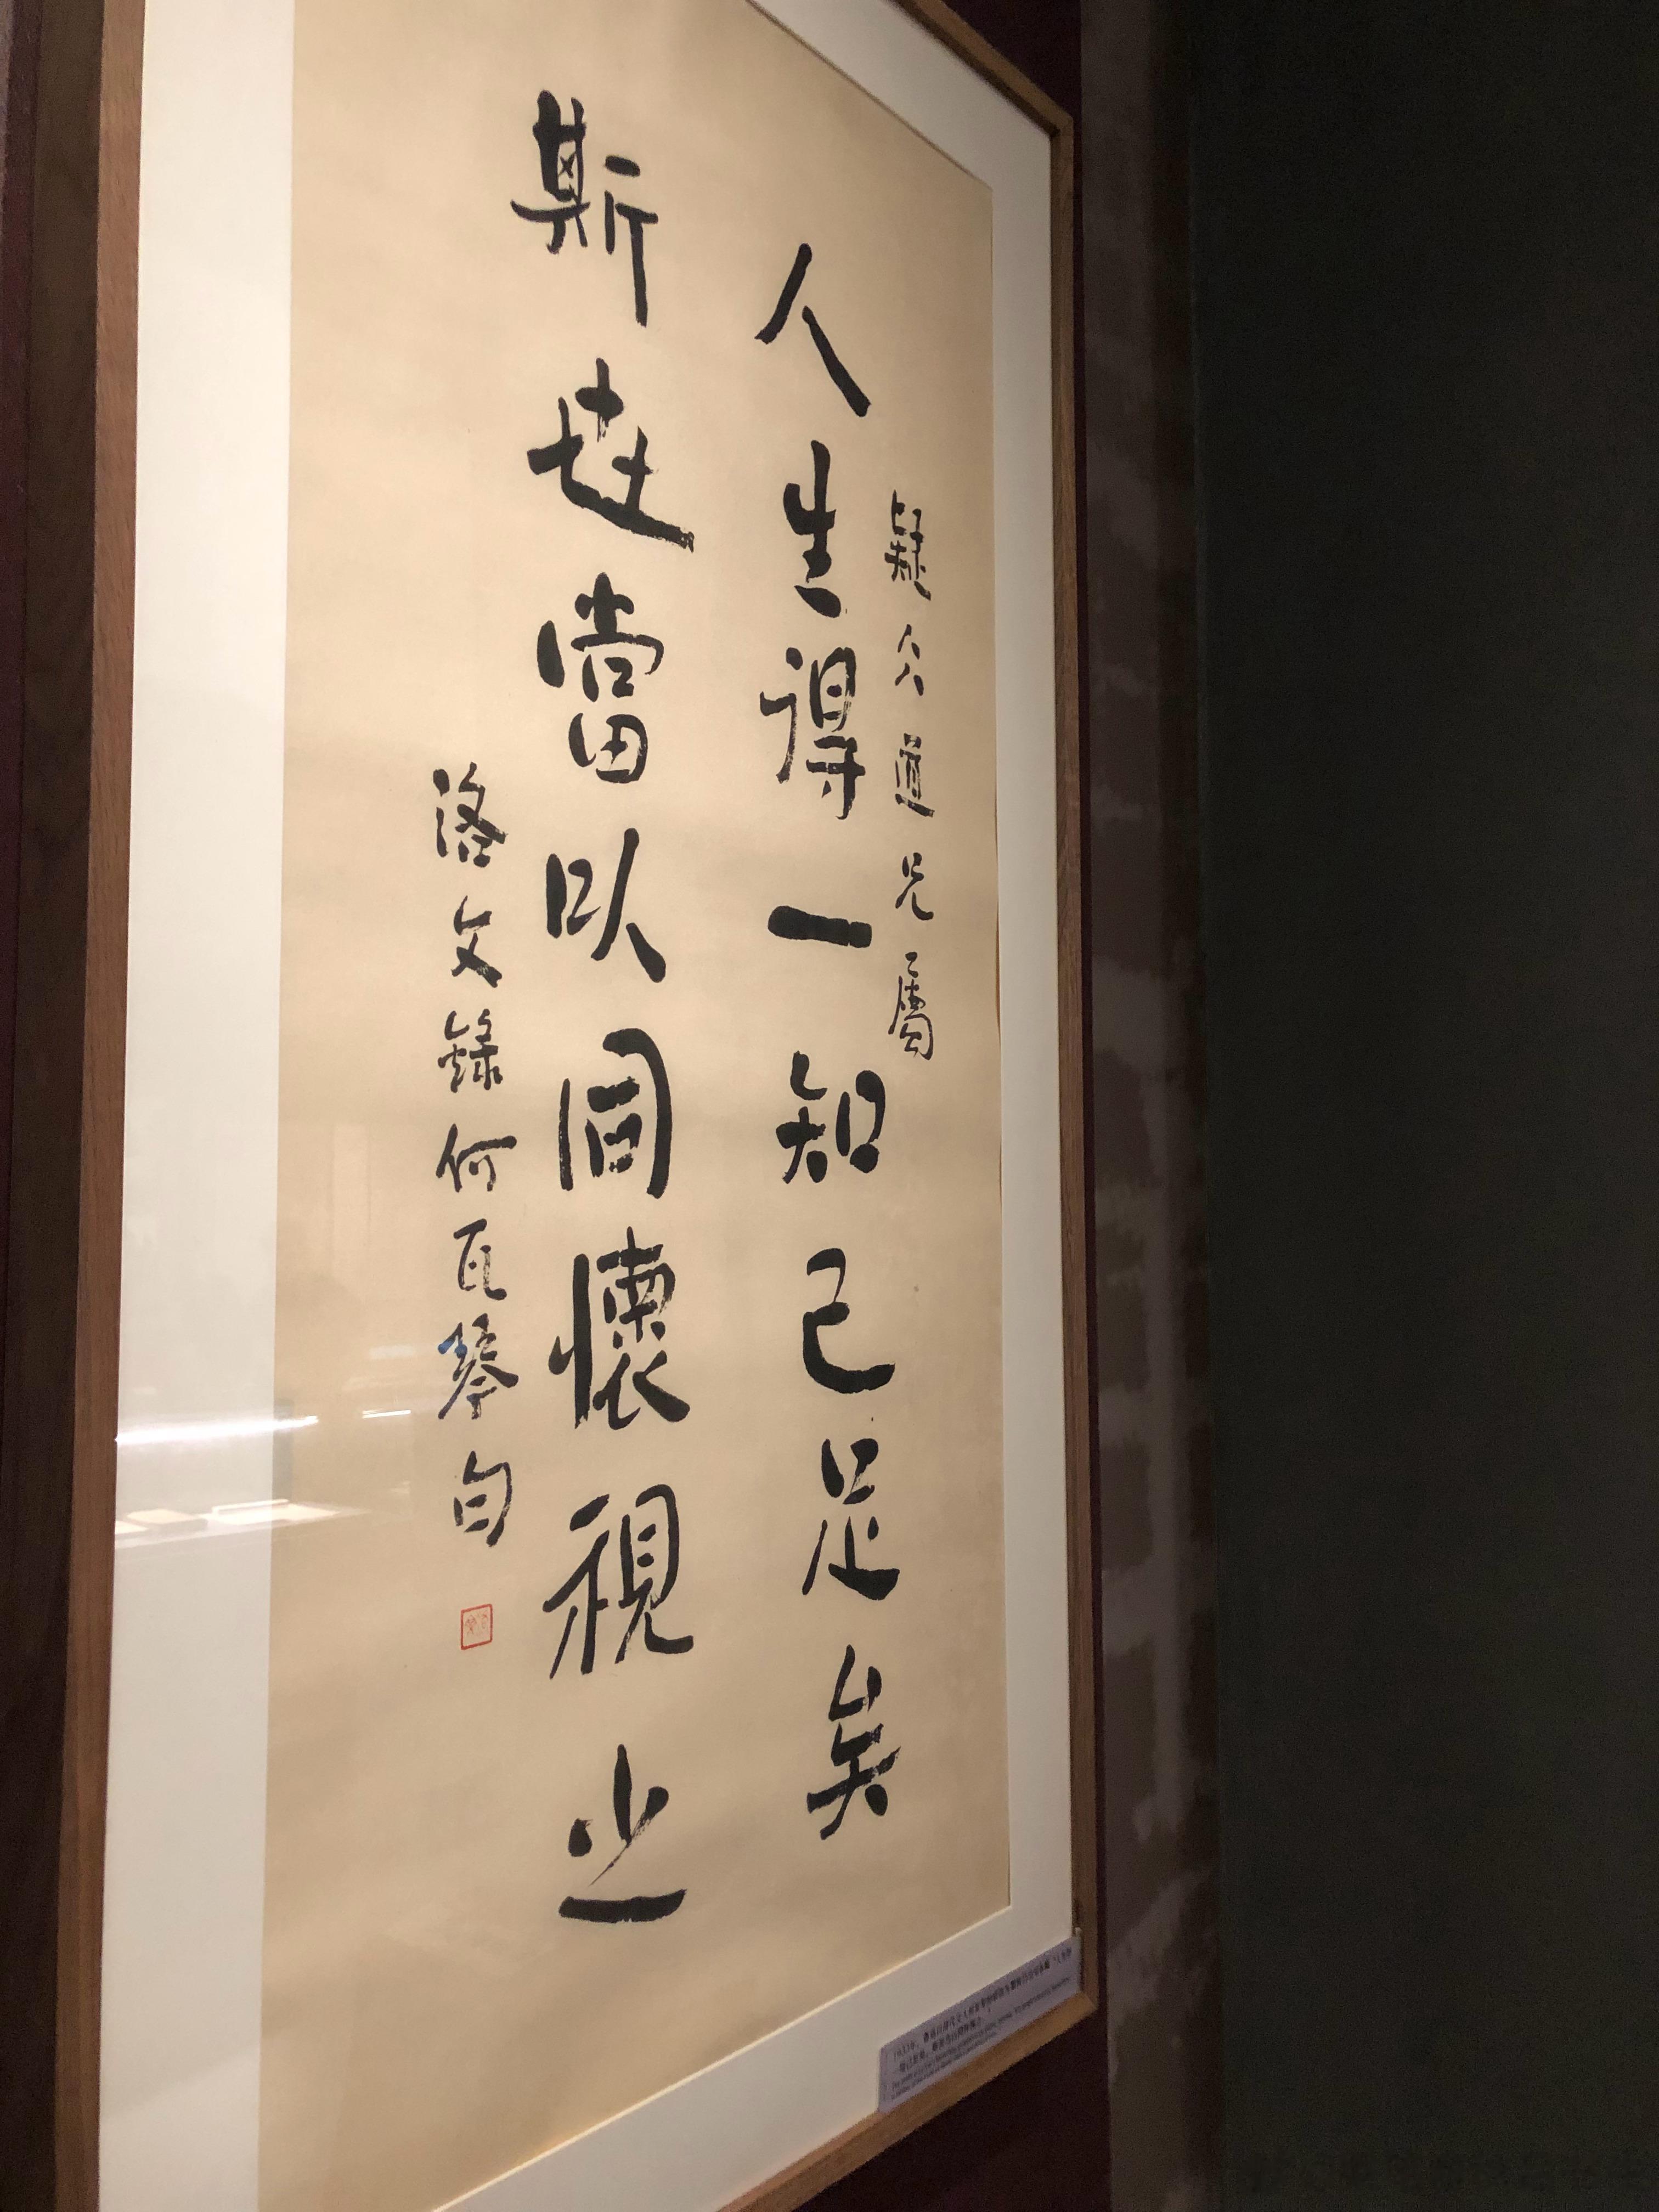 疑仌道兄屬
人生得一知己足矣
斯世當以同懷視之
洛文錄何瓦琴句